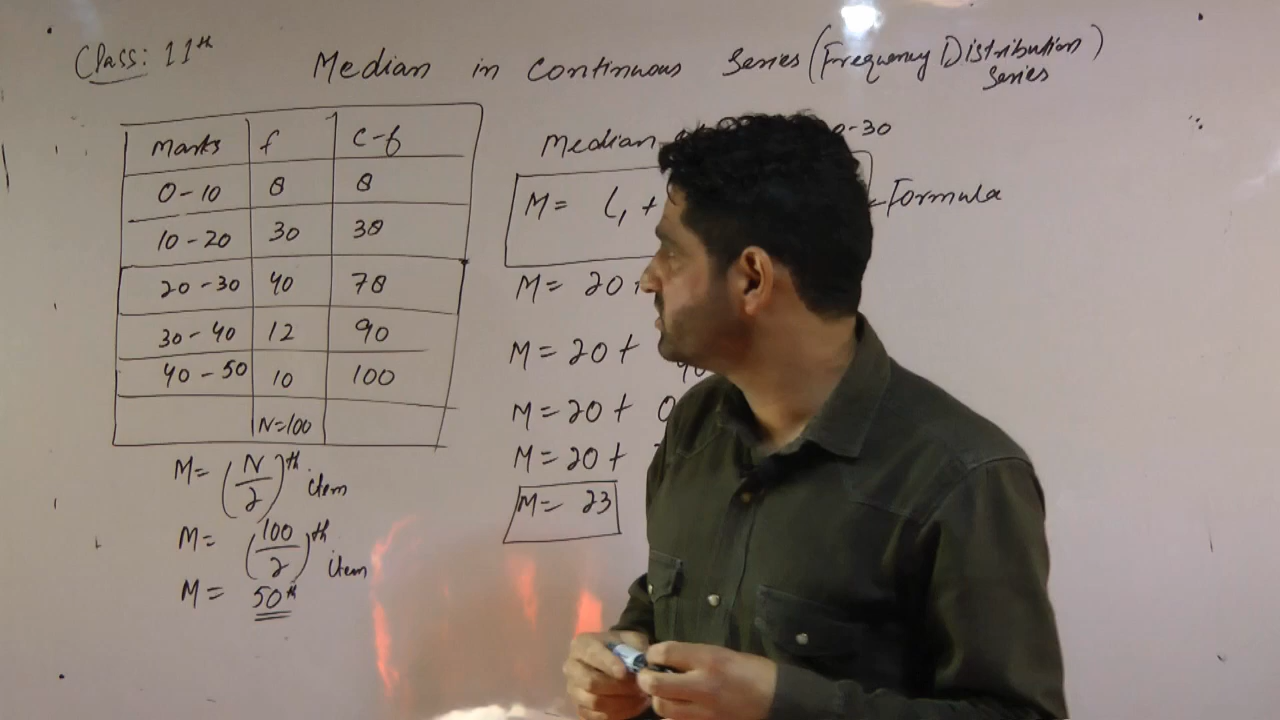 Class: 11th
Median in Continuous Series (Frequency Distribution)
Series
Marks f c-f
0-10 8 8
10-20 30 38
20-30 40 78
30-40 12 90
40-50 10 100
N=100
M= (N/2)th item
M= (100/2)th item
M= 50th
Median
0-30
M= l₁ +
Formula
M= 20
M= 20 +
40
M= 20 + 0
M= 20 +
M= 23